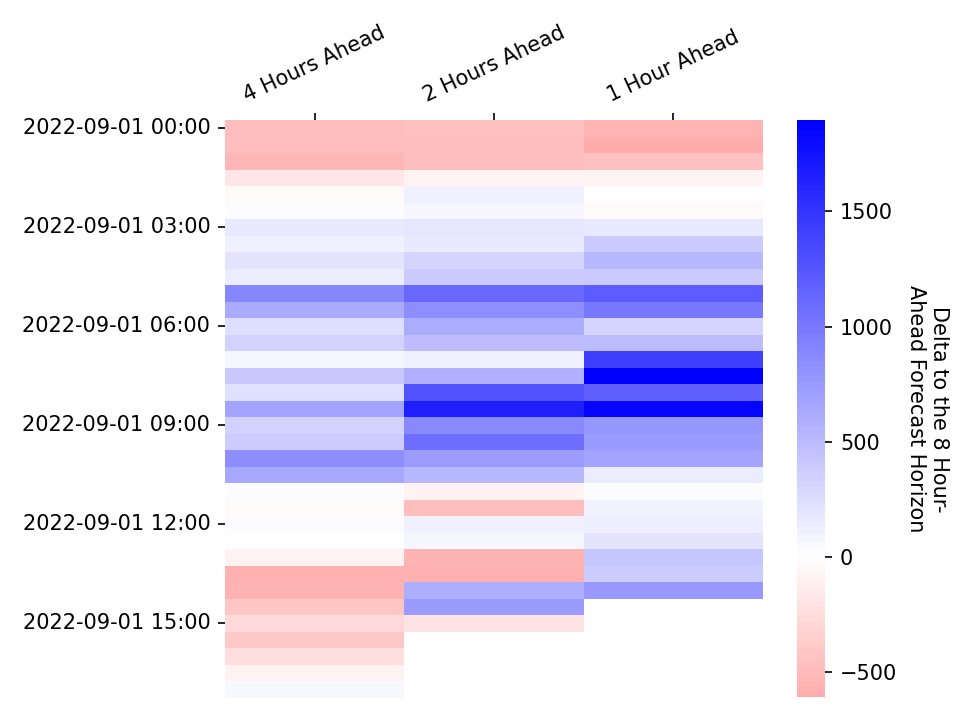 4 Hours Ahead
2 Hours Ahead
1 Hour Ahead
2022-09-01 00:00
2022-09-01 03:00
2022-09-01 06:00
2022-09-01 09:00
2022-09-01 12:00
2022-09-01 15:00
1500
1000
500
0
−500
Delta to the 8 Hour-
Ahead Forecast Horizon